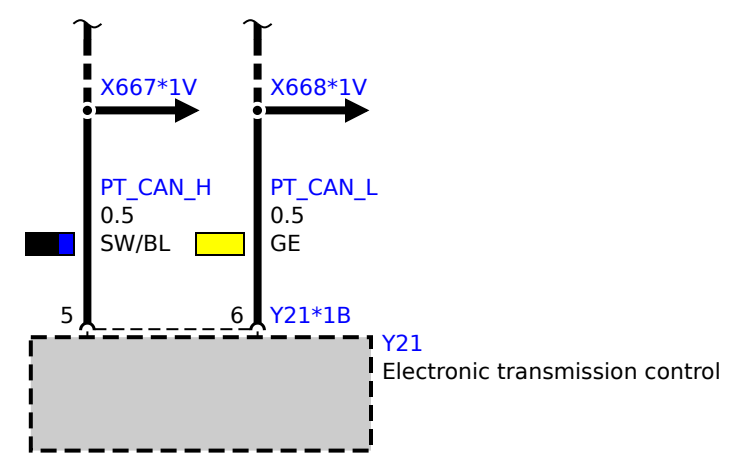 X667*1V
X668*1V
PT_CAN_H
0.5
SW/BL
PT_CAN_L
0.5
GE
5
6
Y21*1B
Y21
Electronic transmission control